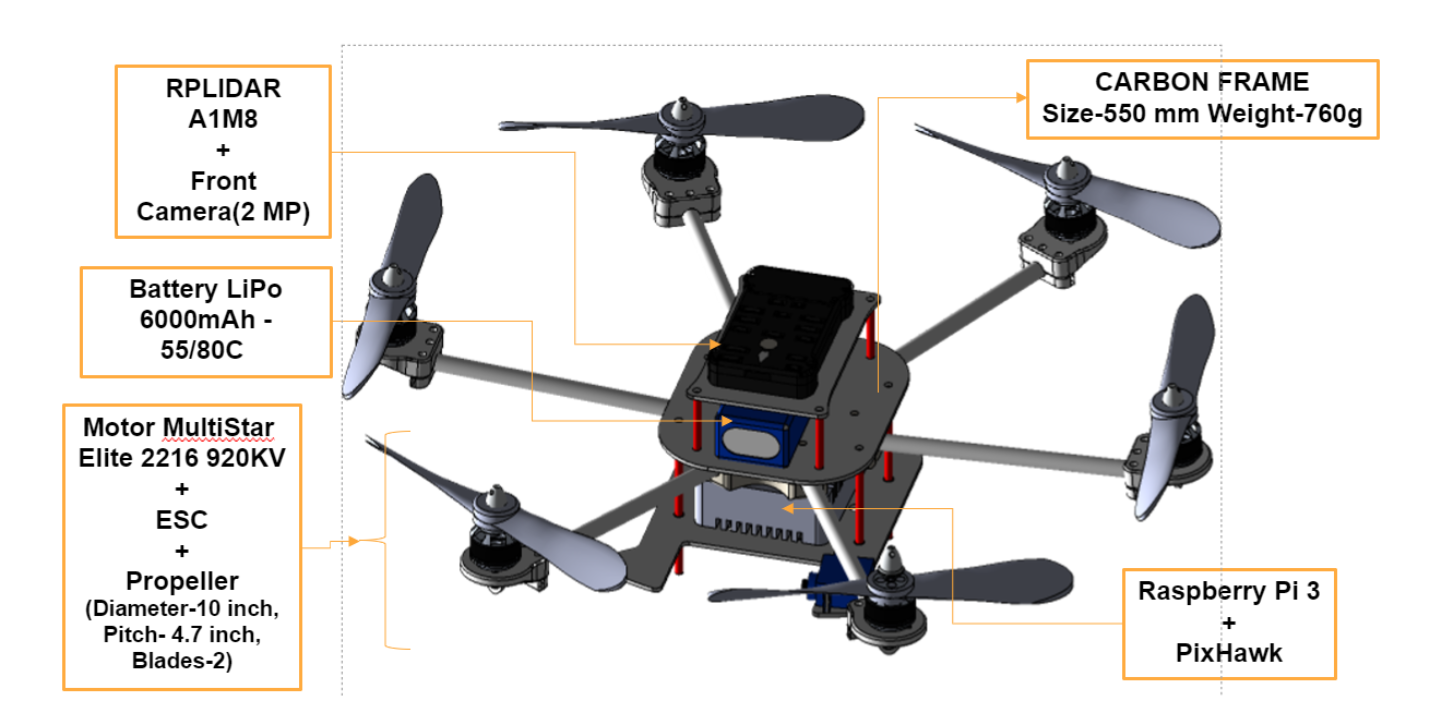 RPLIDAR
A1M8
+
Front
Camera(2 MP)
Battery LiPo
6000mAh -
55/80C
Motor MultiStar
Elite 2216 920KV
+
ESC
+
Propeller
(Diameter-10 inch,
Pitch- 4.7 inch,
Blades-2)
CARBON FRAME
Size-550 mm Weight-760g
Raspberry Pi 3
+
PixHawk